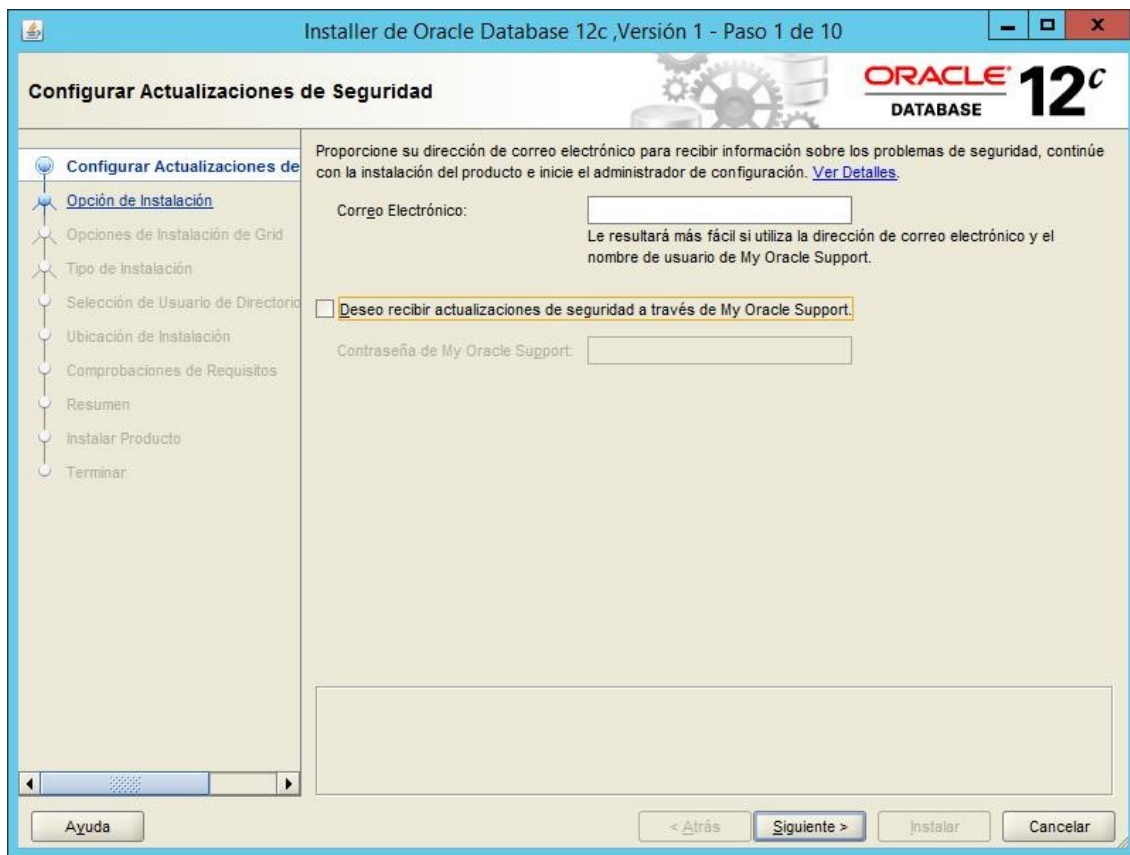 Installer de Oracle Database 12c ,Versión 1 - Paso 1 de 10
Configurar Actualizaciones de Seguridad
ORACLE
DATABASE
12c
Configurar Actualizaciones de
Opción de Instalación
Opciones de Instalación de Grid
Tipo de Instalación
Selección de Usuario de Directorio
Ubicación de Instalación
Comprobaciones de Requisitos
Resumen
Instalar Producto
Terminar
Proporcione su dirección de correo electrónico para recibir información sobre los problemas de seguridad, continúe
con la instalación del producto e inicie el administrador de configuración. Ver Detalles.
Correo Electrónico:
Le resultará más fácil si utiliza la dirección de correo electrónico y el
nombre de usuario de My Oracle Support.
Deseo recibir actualizaciones de seguridad a través de My Oracle Support.
Contraseña de My Oracle Support:
Ayuda
< Atrás
Siguiente >
Instalar
Cancelar